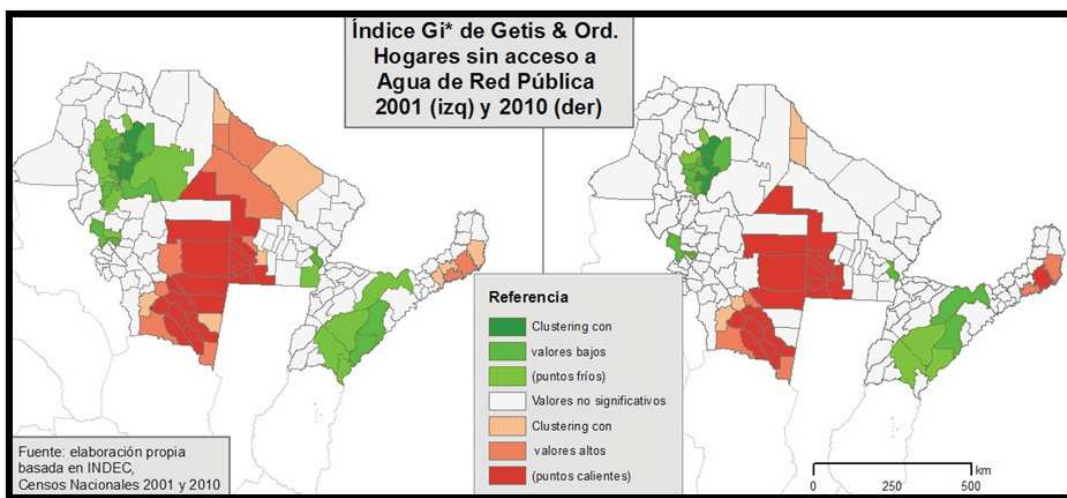 Índice Gi* de Getis & Ord.
Hogares sin acceso a
Agua de Red Pública
2001 (izq) y 2010 (der)
Referencia
Clustering con
valores bajos
(puntos fríos)
Valores no significativos
Clustering con
valores altos
(puntos calientes)
Fuente: elaboración propia
basada en INDEC,
Censos Nacionales 2001 y 2010
km
0 250 500